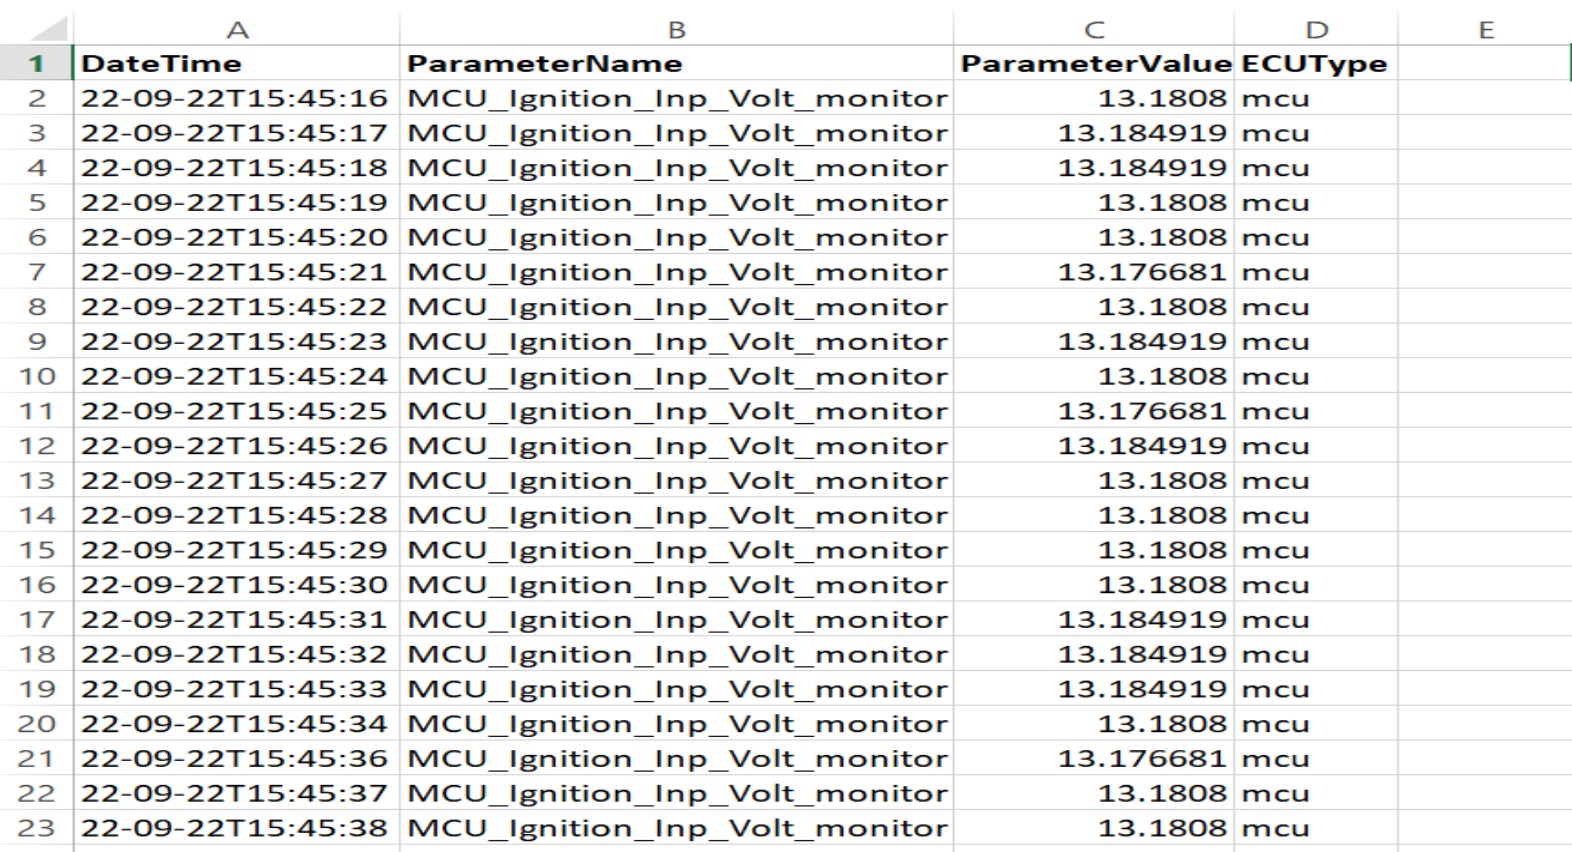 A B C D E
1 DateTime ParameterName ParameterValue ECUType
2 22-09-22T15:45:16 MCU_Ignition_Inp_Volt_monitor 13.1808 mcu
3 22-09-22T15:45:17 MCU_Ignition_Inp_Volt_monitor 13.184919 mcu
4 22-09-22T15:45:18 MCU_Ignition_Inp_Volt_monitor 13.184919 mcu
5 22-09-22T15:45:19 MCU_Ignition_Inp_Volt_monitor 13.1808 mcu
6 22-09-22T15:45:20 MCU_Ignition_Inp_Volt_monitor 13.1808 mcu
7 22-09-22T15:45:21 MCU_Ignition_Inp_Volt_monitor 13.176681 mcu
8 22-09-22T15:45:22 MCU_Ignition_Inp_Volt_monitor 13.1808 mcu
9 22-09-22T15:45:23 MCU_Ignition_Inp_Volt_monitor 13.184919 mcu
10 22-09-22T15:45:24 MCU_Ignition_Inp_Volt_monitor 13.1808 mcu
11 22-09-22T15:45:25 MCU_Ignition_Inp_Volt_monitor 13.176681 mcu
12 22-09-22T15:45:26 MCU_Ignition_Inp_Volt_monitor 13.184919 mcu
13 22-09-22T15:45:27 MCU_Ignition_Inp_Volt_monitor 13.1808 mcu
14 22-09-22T15:45:28 MCU_Ignition_Inp_Volt_monitor 13.1808 mcu
15 22-09-22T15:45:29 MCU_Ignition_Inp_Volt_monitor 13.1808 mcu
16 22-09-22T15:45:30 MCU_Ignition_Inp_Volt_monitor 13.1808 mcu
17 22-09-22T15:45:31 MCU_Ignition_Inp_Volt_monitor 13.184919 mcu
18 22-09-22T15:45:32 MCU_Ignition_Inp_Volt_monitor 13.184919 mcu
19 22-09-22T15:45:33 MCU_Ignition_Inp_Volt_monitor 13.184919 mcu
20 22-09-22T15:45:34 MCU_Ignition_Inp_Volt_monitor 13.1808 mcu
21 22-09-22T15:45:36 MCU_Ignition_Inp_Volt_monitor 13.176681 mcu
22 22-09-22T15:45:37 MCU_Ignition_Inp_Volt_monitor 13.1808 mcu
23 22-09-22T15:45:38 MCU_Ignition_Inp_Volt_monitor 13.1808 mcu